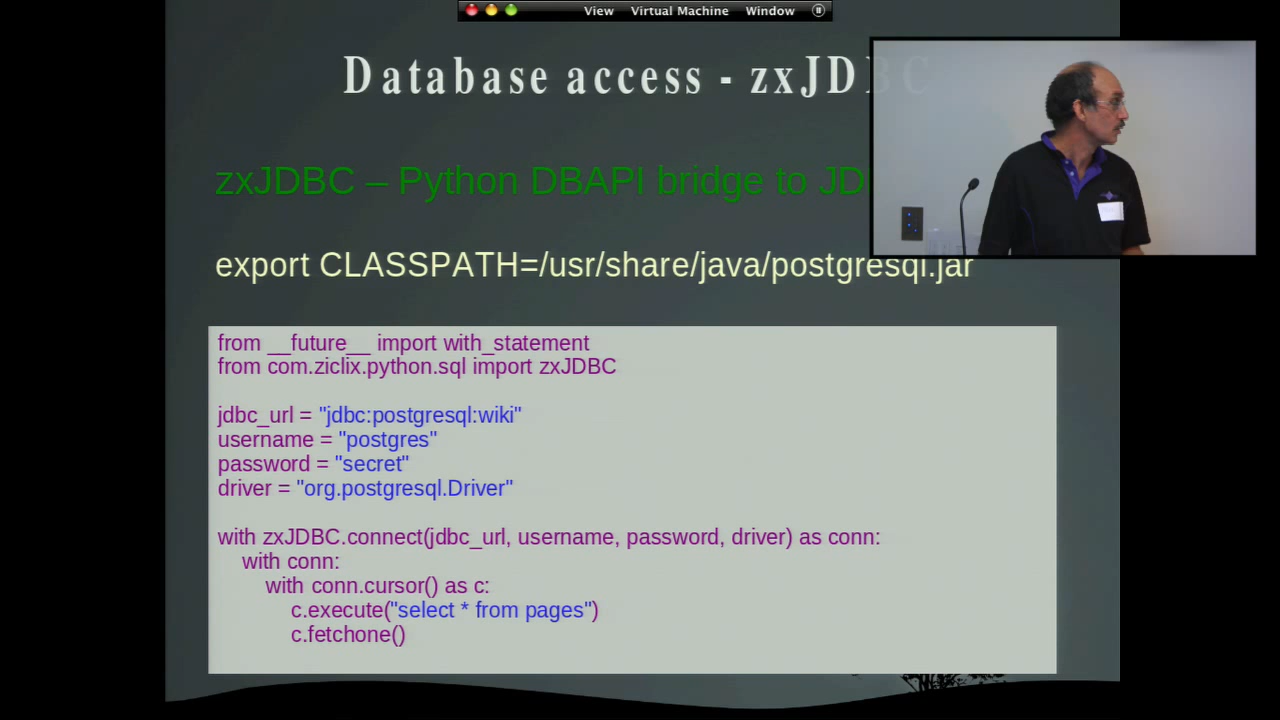 View Virtual Machine Window
Database access - zxJDBC
zxJDBC – Python DBAPI bridge to JD
export CLASSPATH=/usr/share/java/postgresql.jar
from __future__ import with_statement
from com.ziclix.python.sql import zxJDBC
jdbc_url = "jdbc:postgresql:wiki"
username = "postgres"
password = "secret"
driver = "org.postgresql.Driver"
with zxJDBC.connect(jdbc_url, username, password, driver) as conn:
    with conn:
        with conn.cursor() as c:
            c.execute("select * from pages")
            c.fetchone()